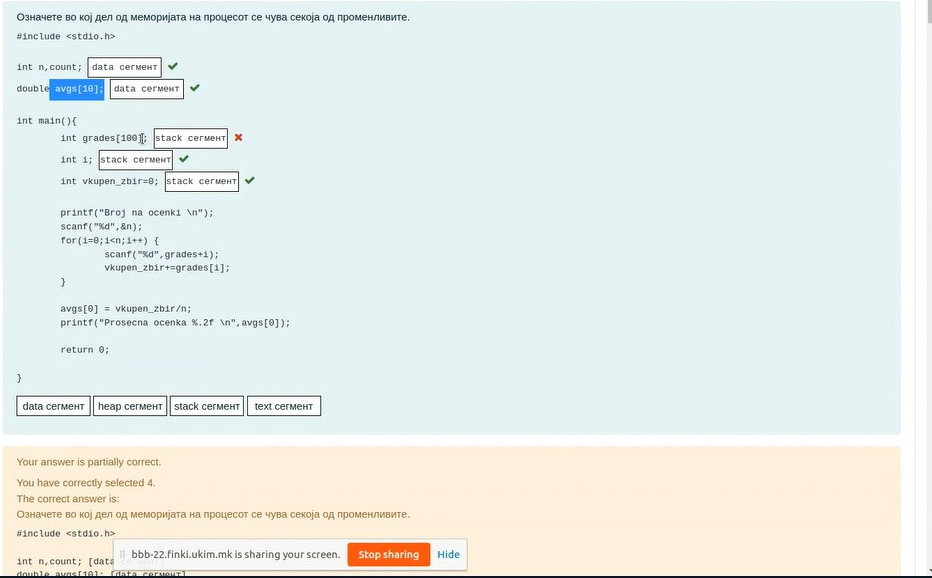 Означете во кој дел од меморијата на процесот се чува секоја од променливите.
#include <stdio.h>
int n,count; data сегмент
double avgs[10]; data сегмент
int main(){
int grades[100]; stack сегмент
int i; stack сегмент
int vkupen_zbir=0; stack сегмент
printf("Broj na ocenki \n");
scanf("%d",&n);
for(i=0;i<n;i++) {
scanf("%d",grades+i);
vkupen_zbir+=grades[i];
}
avgs[0] = vkupen_zbir/n;
printf("Prosecna ocenka %.2f \n",avgs[0]);
return 0;
}
data сегмент heap сегмент stack сегмент text сегмент
Your answer is partially correct.
You have correctly selected 4.
The correct answer is:
Означете во кој дел од меморијата на процесот се чува секоја од променливите.
#include <stdio.h>
bbb-22.finki.ukim.mk is sharing your screen. Stop sharing Hide
int n,count; [data
double avgs[10]; [data сегмент]